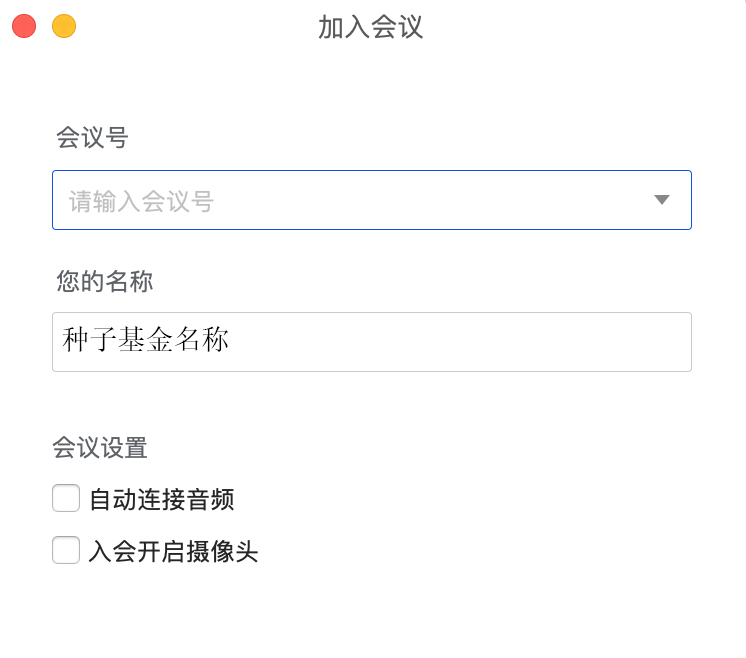 加入会议
会议号
请输入会议号
您的名称
种子基金名称
会议设置
自动连接音频
入会开启摄像头